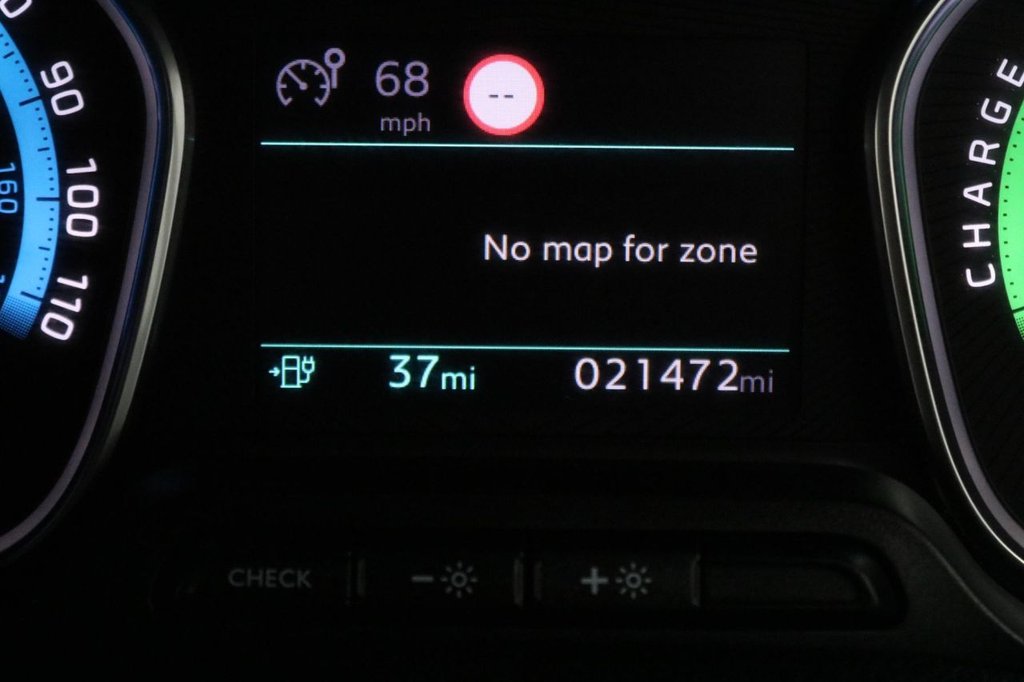 68 -- 
mph
No map for zone
37mi 021472mi
90
100
110
160
CHARGE
CHECK - +